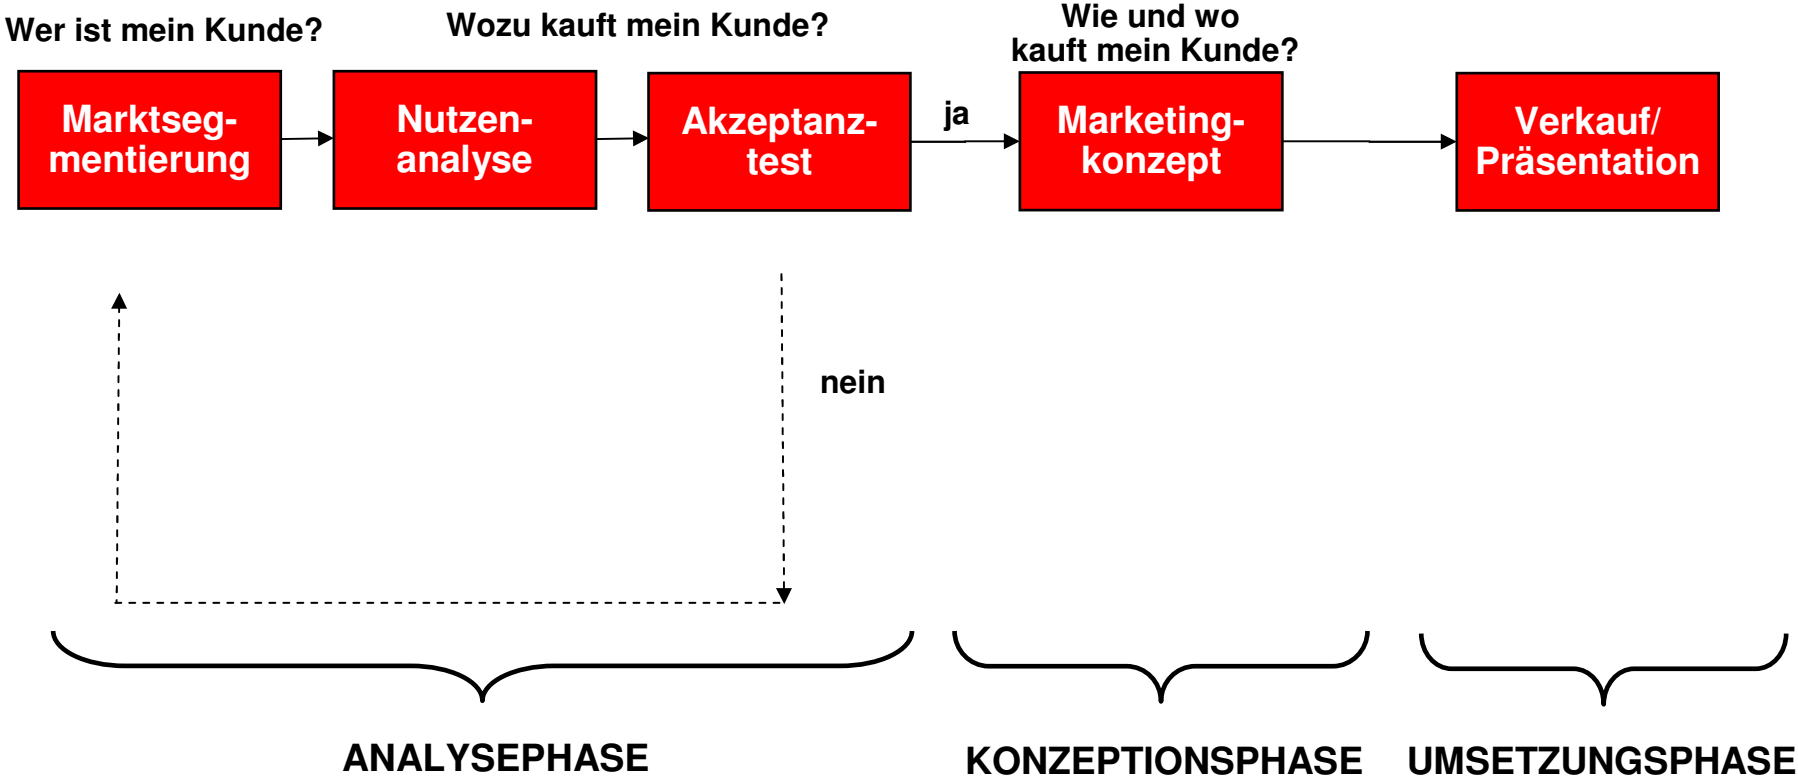 Wer ist mein Kunde?
Wozu kauft mein Kunde?
Wie und wo
kauft mein Kunde?
Marktseg-
mentierung
Nutzen-
analyse
Akzeptanz-
test
ja
Marketing-
konzept
Verkauf/
Präsentation
nein
ANALYSEPHASE
KONZEPTIONSPHASE
UMSETZUNGSPHASE